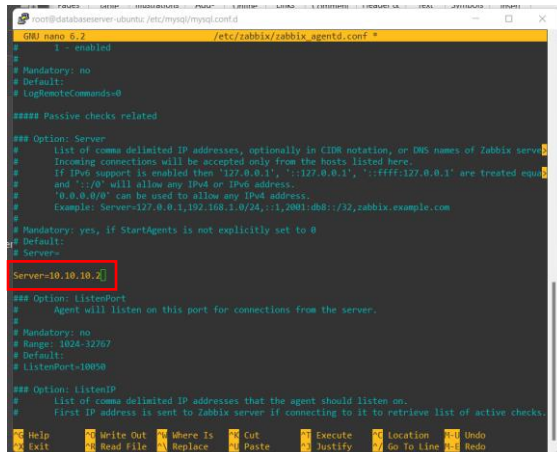 root@databaseserver-ubuntu: /etc/mysql/mysql.conf.d
GNU nano 6.2 /etc/zabbix/zabbix_agentd.conf *
# 1 - enabled
#
# Mandatory: no
# Default:
# LogRemoteCommands=0
##### Passive checks related
### Option: Server
# List of comma delimited IP addresses, optionally in CIDR notation, or DNS names of Zabbix serve>
# Incoming connections will be accepted only from the hosts listed here.
# If IPv6 support is enabled then '127.0.0.1', '::127.0.0.1', '::ffff:127.0.0.1' are treated equa>
# and '::/0' will allow any IPv4 or IPv6 address.
# '0.0.0.0/0' can be used to allow any IPv4 address.
# Example: Server=127.0.0.1,192.168.1.0/24,::1,2001:db8::/32,zabbix.example.com
#
# Mandatory: yes, if StartAgents is not explicitly set to 0
# Default:
# Server=
Server=10.10.10.2
### Option: ListenPort
# Agent will listen on this port for connections from the server.
#
# Mandatory: no
# Range: 1024-32767
# Default:
# ListenPort=10050
### Option: ListenIP
# List of comma delimited IP addresses that the agent should listen on.
# First IP address is sent to Zabbix server if connecting to it to retrieve list of active checks.
^G Help ^O Write Out ^W Where Is ^K Cut ^T Execute ^C Location M-U Undo
^X Exit ^R Read File ^\ Replace ^U Paste ^J Justify ^/ Go To Line M-E Redo